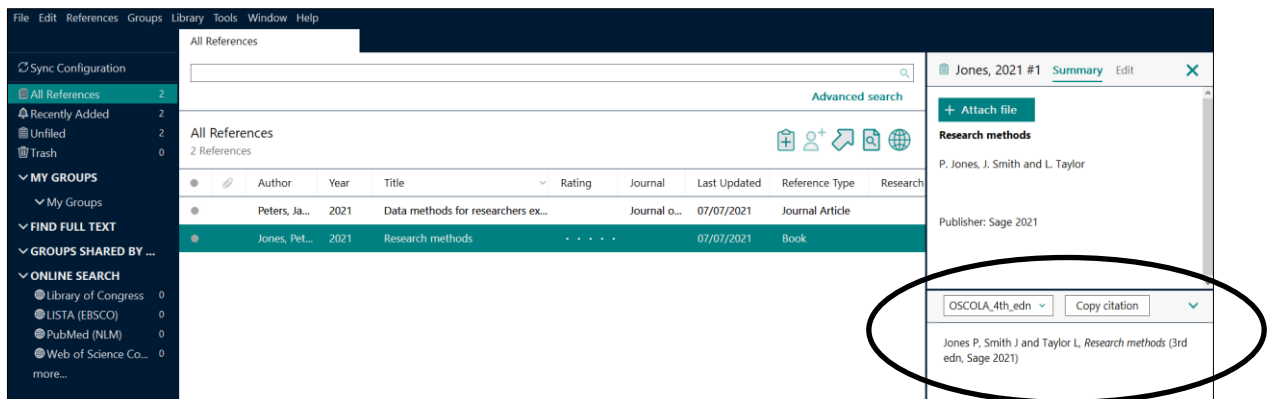 File Edit References Groups Library Tools Window Help
All References
Sync Configuration
All References 2
Recently Added 2
Unfiled 2
Trash 0
MY GROUPS
My Groups
FIND FULL TEXT
GROUPS SHARED BY ...
ONLINE SEARCH
Library of Congress 0
LISTA (EBSCO) 0
PubMed (NLM) 0
Web of Science Co... 0
more...
Advanced search
All References
2 References
Author Year Title Rating Journal Last Updated Reference Type Research
Peters, Ja... 2021 Data methods for researchers ex... Journal o... 07/07/2021 Journal Article
Jones, Pet... 2021 Research methods 07/07/2021 Book
Jones, 2021 #1 Summary Edit
+ Attach file
Research methods
P. Jones, J. Smith and L. Taylor
Publisher: Sage 2021
OSCOLA_4th_edn Copy citation
Jones P, Smith J and Taylor L, Research methods (3rd
edn, Sage 2021)